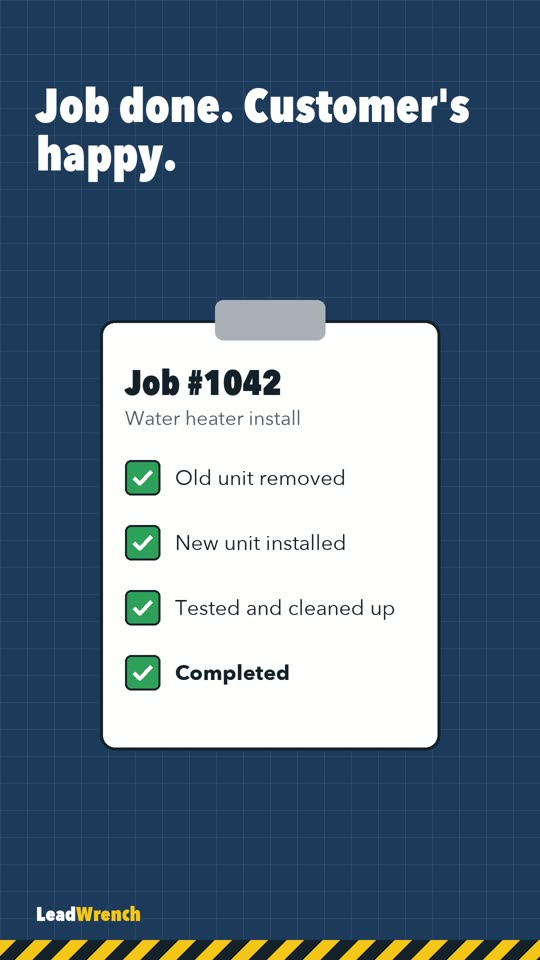 Job done. Customer's
happy.
Job #1042
Water heater install
Old unit removed
New unit installed
Tested and cleaned up
Completed
LeadWrench